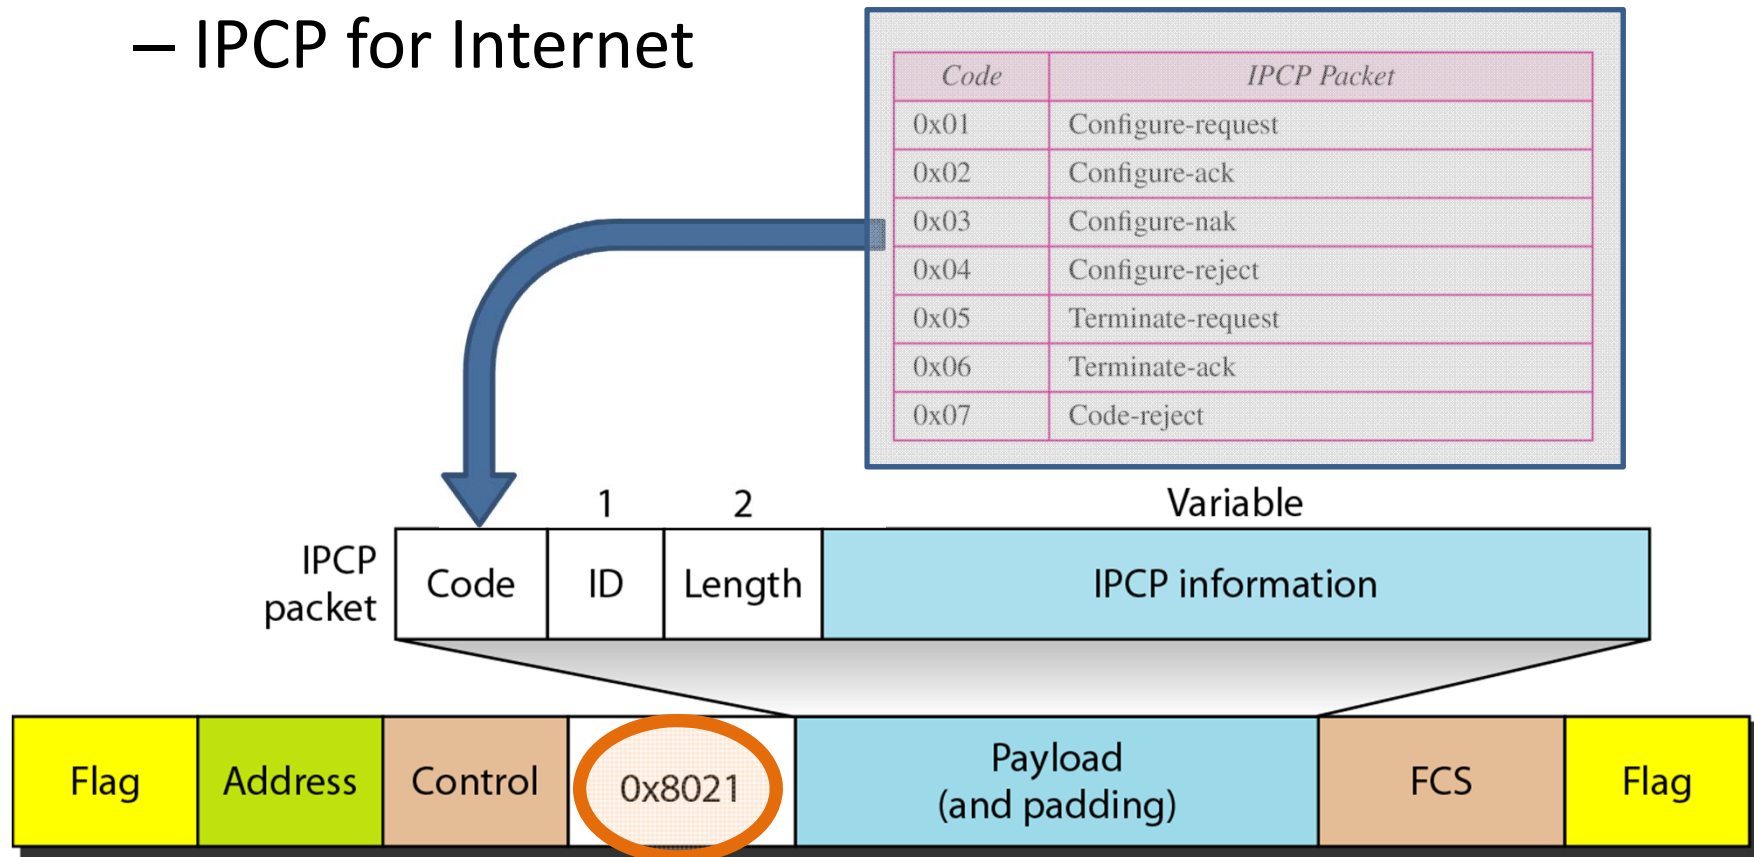 – IPCP for Internet
Code IPCP Packet
0x01 Configure-request
0x02 Configure-ack
0x03 Configure-nak
0x04 Configure-reject
0x05 Terminate-request
0x06 Terminate-ack
0x07 Code-reject
1 2 Variable
IPCP
packet
Code ID Length IPCP information
Flag Address Control 0x8021 Payload
(and padding) FCS Flag